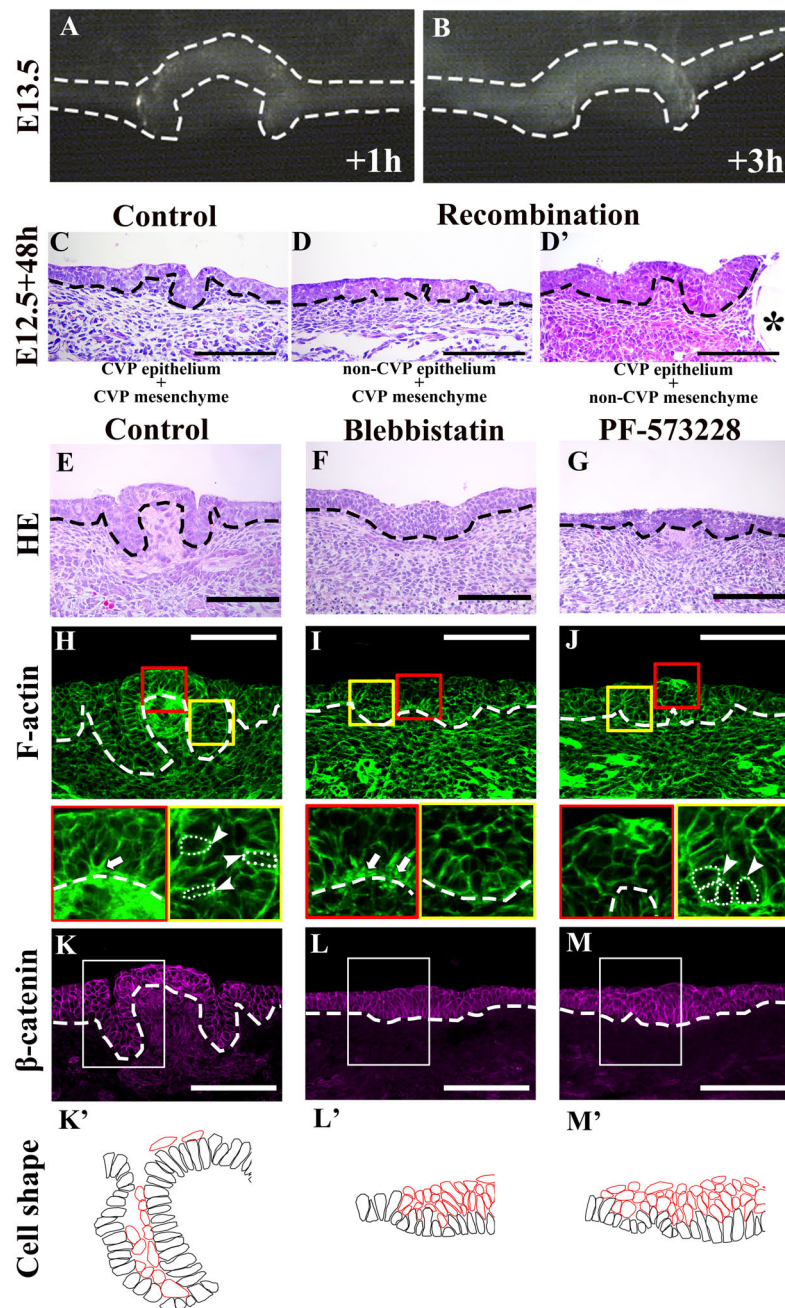 A
B
E13.5
+1h
+3h
Control
Recombination
C
D
D’
E12.5+48h
*
CVP epithelium
+
CVP mesenchyme
non-CVP epithelium
+
CVP mesenchyme
CVP epithelium
+
non-CVP mesenchyme
Control
Blebbistatin
PF-573228
E
F
G
HE
H
I
J
F-actin
K
L
M
β-catenin
K’
L’
M’
Cell shape